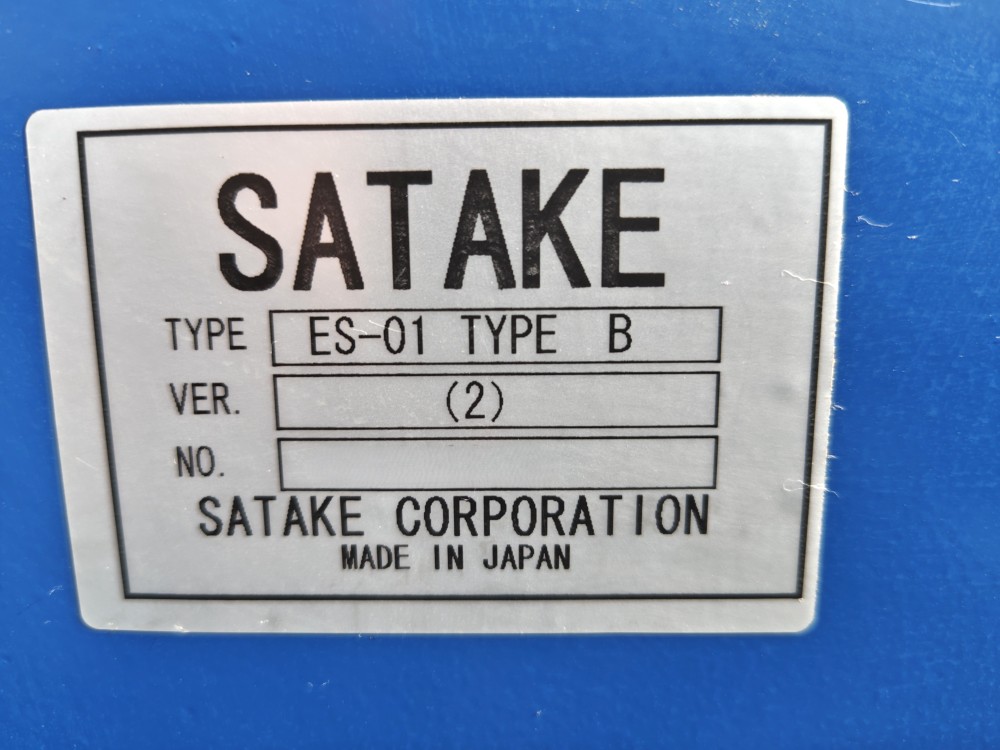 SATAKE
TYPE ES-01 TYPE B
VER. (2)
NO.
SATAKE CORPORATION
MADE IN JAPAN